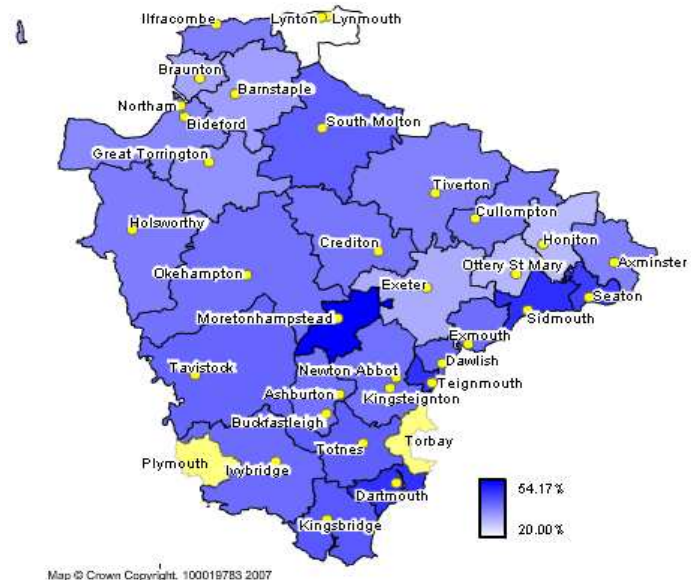 Ilfracombe
Lynton Lynmouth
Braunton
Barnstaple
Northam
Bideford
South Molton
Great Torrington
Tiverton
Cullompton
Holsworthy
Honiton
Crediton
Ottery St Mary
Axminster
Okehampton
Exeter
Seaton
Moretonhampstead
Sidmouth
Exmouth
Dawlish
Tavistock
Newton Abbot
Teignmouth
Ashburton
Kingsteignton
Buckfastleigh
Torbay
Totnes
Plymouth
Ivybridge
Dartmouth
54.17%
Kingsbridge
20.00%
Map © Crown Copyright. 100019783 2007